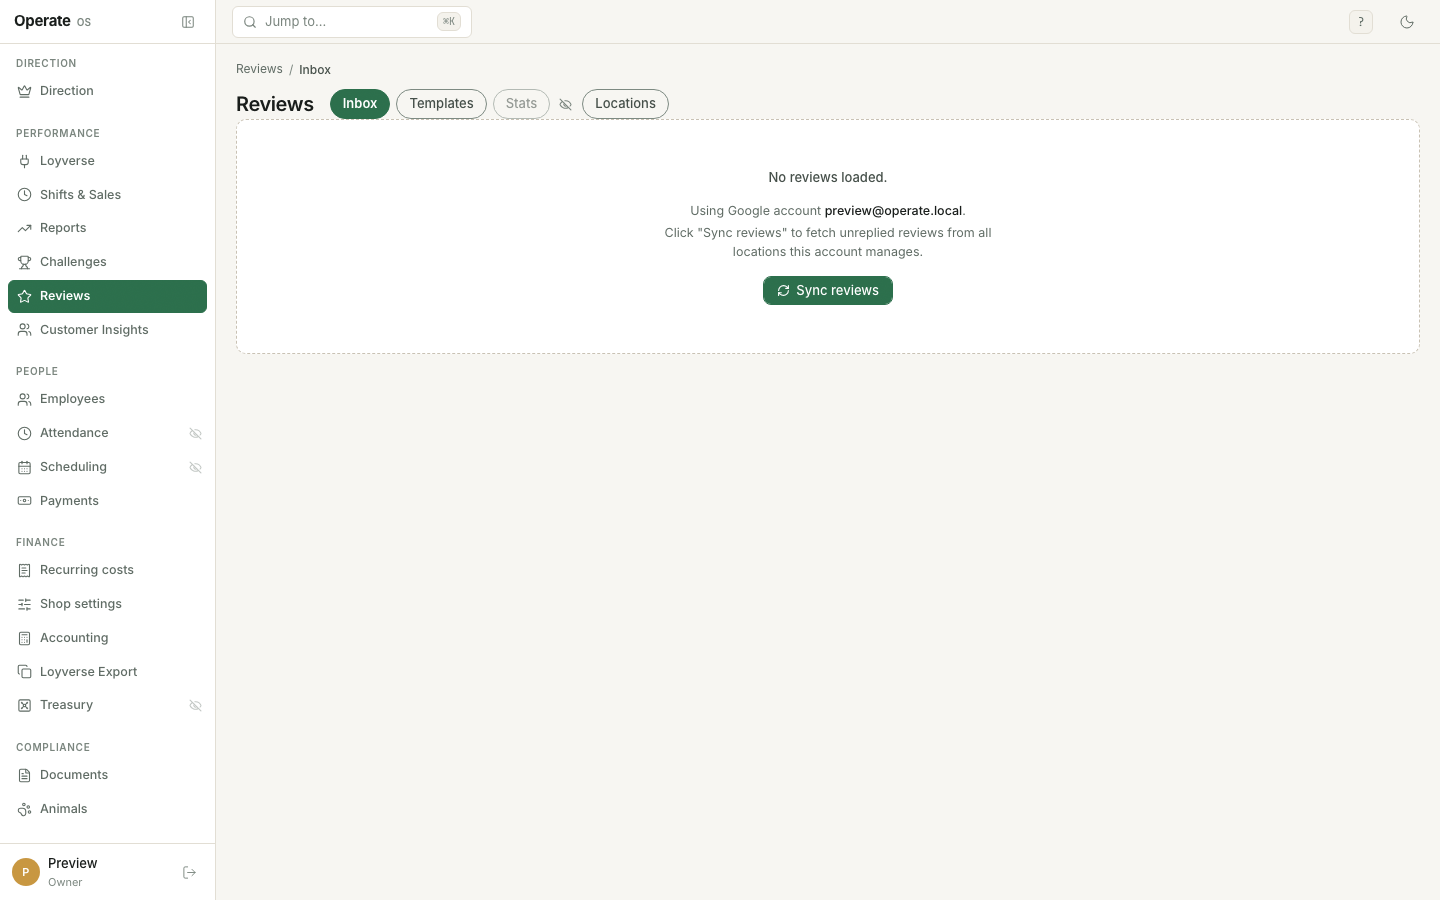 Operate OS
Jump to...
⌘K
?
DIRECTION
Direction
PERFORMANCE
Loyverse
Shifts & Sales
Reports
Challenges
Reviews
Customer Insights
PEOPLE
Employees
Attendance
Scheduling
Payments
FINANCE
Recurring costs
Shop settings
Accounting
Loyverse Export
Treasury
COMPLIANCE
Documents
Animals
P
Preview
Owner
Reviews / Inbox
Reviews Inbox Templates Stats Locations
No reviews loaded.
Using Google account preview@operate.local.
Click "Sync reviews" to fetch unreplied reviews from all
locations this account manages.
Sync reviews